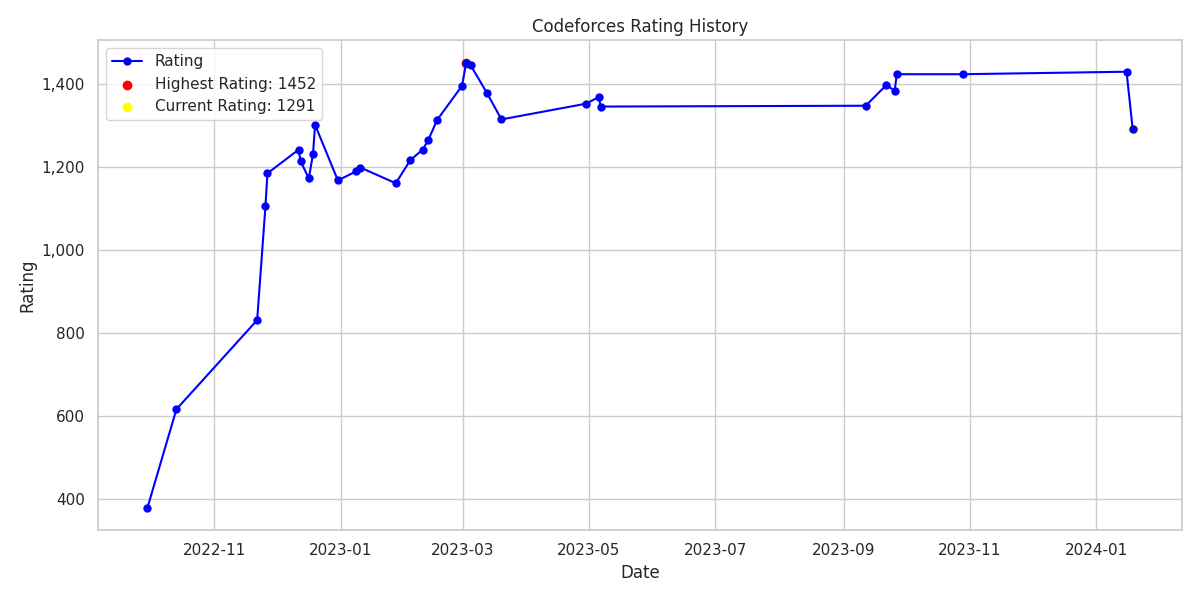 Codeforces Rating History
Rating
Highest Rating: 1452
Current Rating: 1291
1,400
1,200
1,000
800
600
400
Rating
2022-11 2023-01 2023-03 2023-05 2023-07 2023-09 2023-11 2024-01
Date